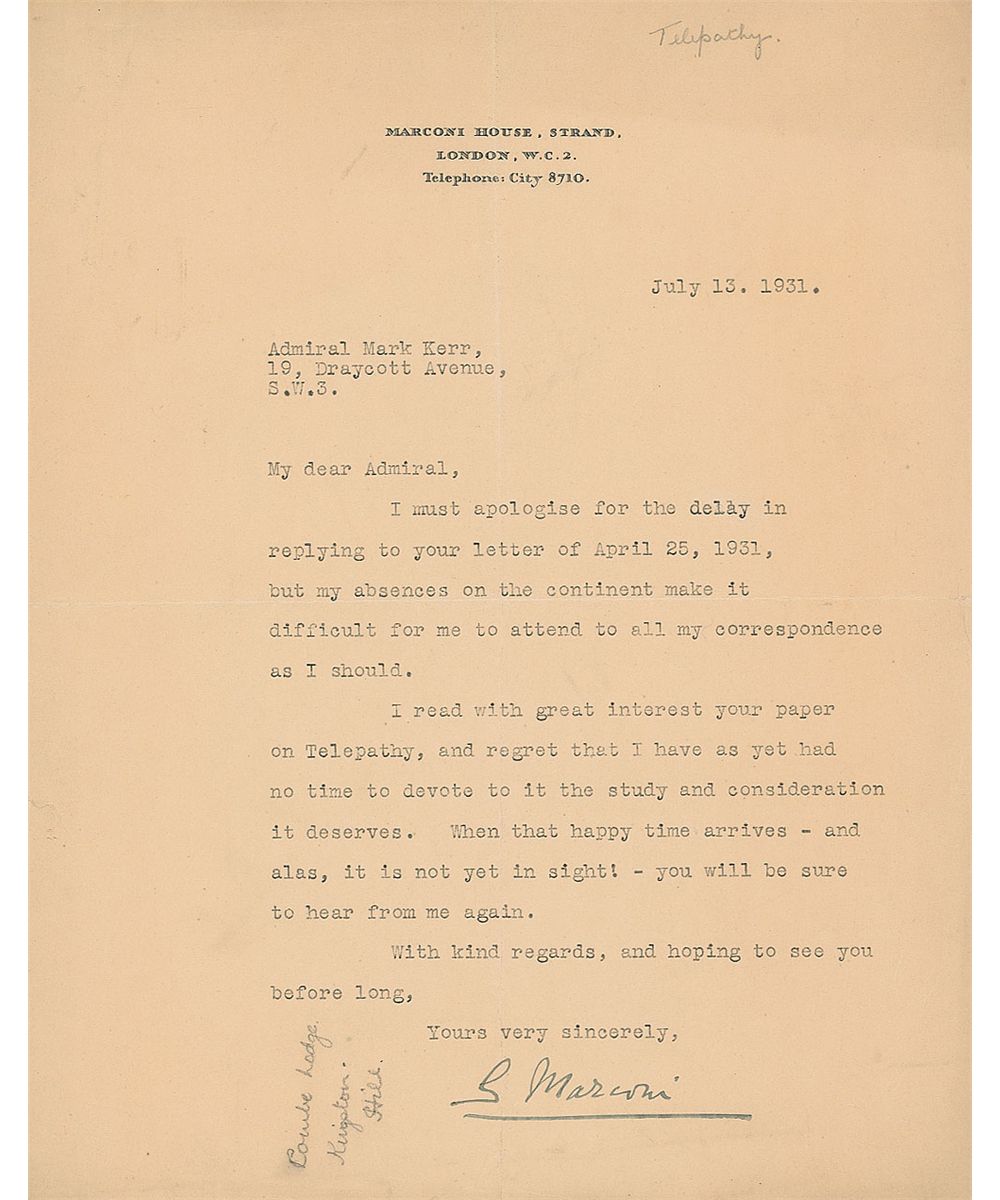 Telepathy.
MARCONI HOUSE, STRAND,
LONDON, W.C.2.
Telephone: City 8710.
July 13. 1931.
Admiral Mark Kerr,
19, Draycott Avenue,
S.W.3.
My dear Admiral,
I must apologise for the delay in
replying to your letter of April 25, 1931,
but my absences on the continent make it
difficult for me to attend to all my correspondence
as I should.
I read with great interest your paper
on Telepathy, and regret that I have as yet had
no time to devote to it the study and consideration
it deserves. When that happy time arrives - and
alas, it is not yet in sight! - you will be sure
to hear from me again.
With kind regards, and hoping to see you
before long,
Yours very sincerely,
G Marconi
Coombe Lodge.
Kingston.
Hill.